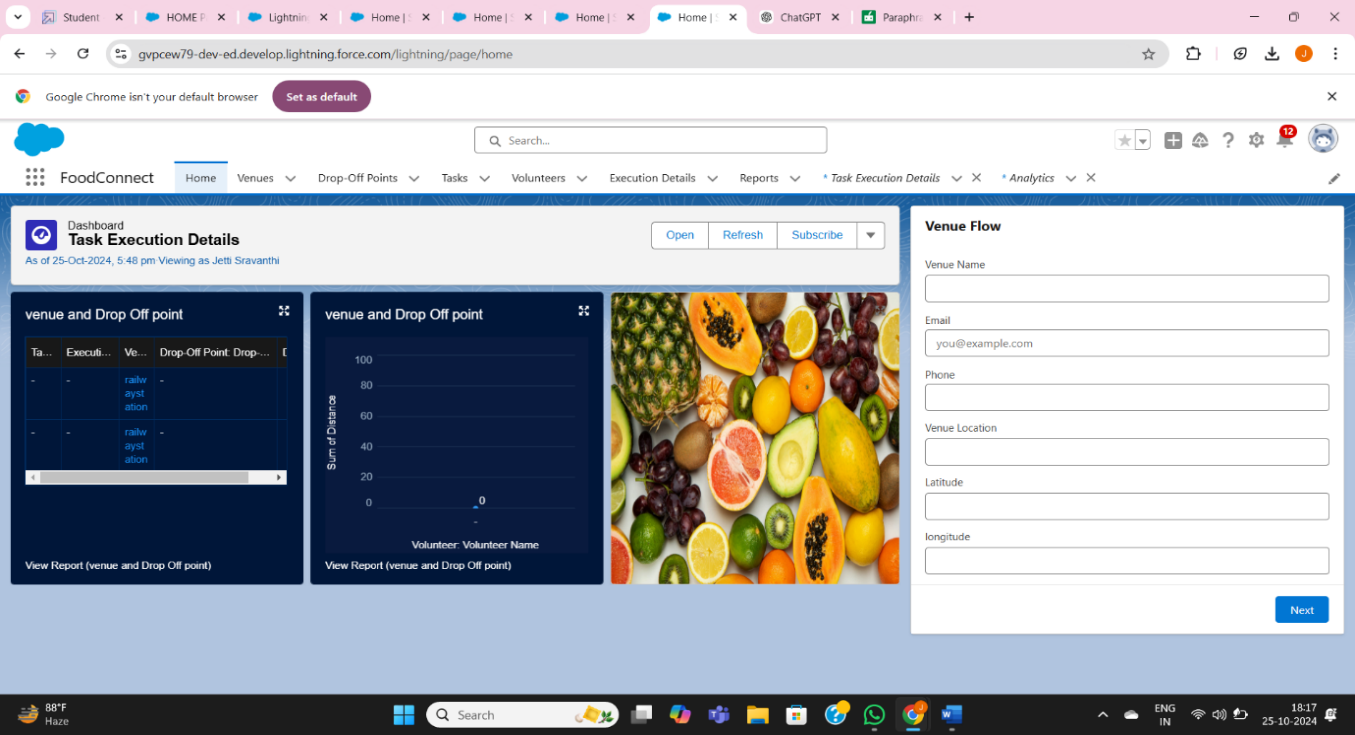 Student
HOME P
Lightnin
Home | S
Home | S
Home | S
Home | S
ChatGPT
Paraphra
gvpcew79-dev-ed.develop.lightning.force.com/lightning/page/home
J
Google Chrome isn't your default browser
Set as default
Search...
12
FoodConnect
Home
Venues
Drop-Off Points
Tasks
Volunteers
Execution Details
Reports
* Task Execution Details
* Analytics
Dashboard
Task Execution Details
As of 25-Oct-2024, 5:48 pm·Viewing as Jetti Sravanthi
Open
Refresh
Subscribe
venue and Drop Off point
Ta... Executi... Ve... Drop-Off Point: Drop-... D
- - railw -
ayst
ation
- - railw -
ayst
ation
View Report (venue and Drop Off point)
venue and Drop Off point
Sum of Distance
100
80
60
40
20
0
0
-
Volunteer: Volunteer Name
View Report (venue and Drop Off point)
Venue Flow
Venue Name
Email
you@example.com
Phone
Venue Location
Latitude
longitude
Next
88°F
Haze
Search
ENG
IN
18:17
25-10-2024